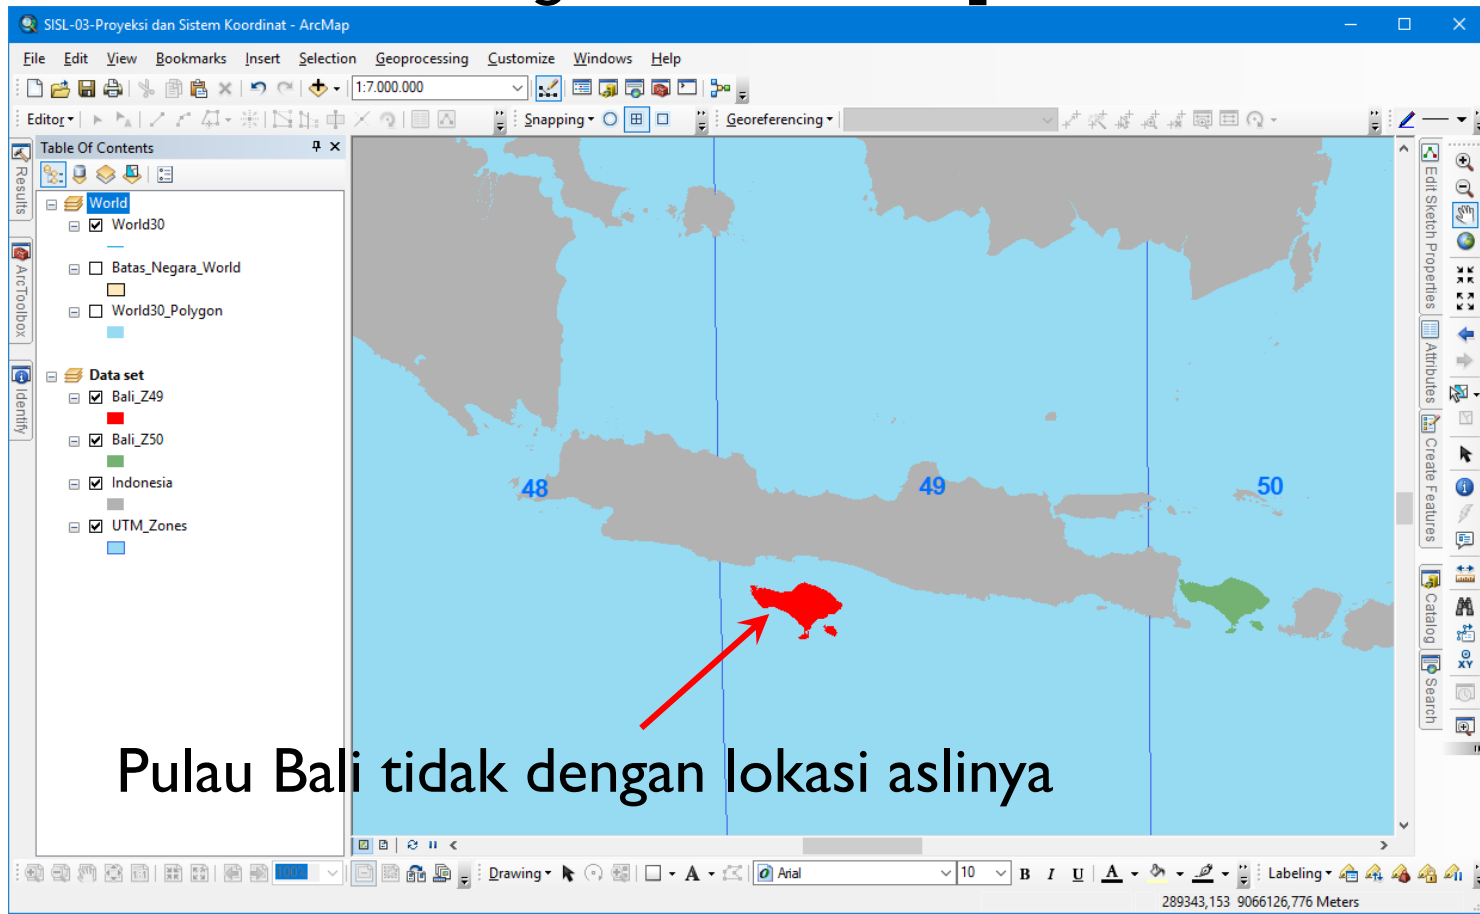 SISL-03-Proyeksi dan Sistem Koordinat - ArcMap
File Edit View Bookmarks Insert Selection Geoprocessing Customize Windows Help
1:7.000.000
Editor Snapping Georeferencing
Table Of Contents
World
World30
Batas_Negara_World
World30_Polygon
Data set
Bali_Z49
Bali_Z50
Indonesia
UTM_Zones
Results
ArcToolbox
Identify
48
49
50
Pulau Bali tidak dengan lokasi aslinya
Edit Sketch Properties
Attributes
Create Features
Catalog
Search
XY
100%
Drawing
A
Arial
10
B I U A
Labeling
289343,153 9066126,776 Meters